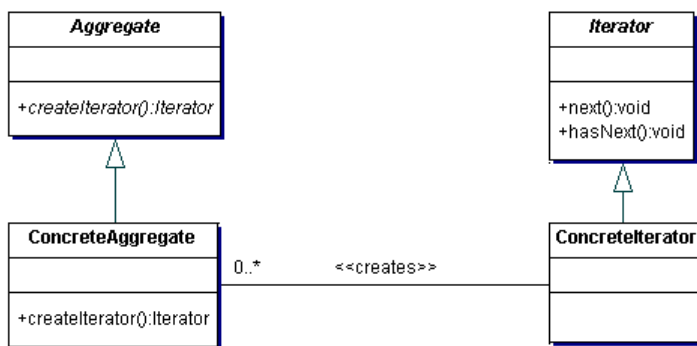 Aggregate
+createIterator():Iterator
Iterator
+next():void
+hasNext():void
ConcreteAggregate
+createIterator():Iterator
0..*
<<creates>>
ConcreteIterator